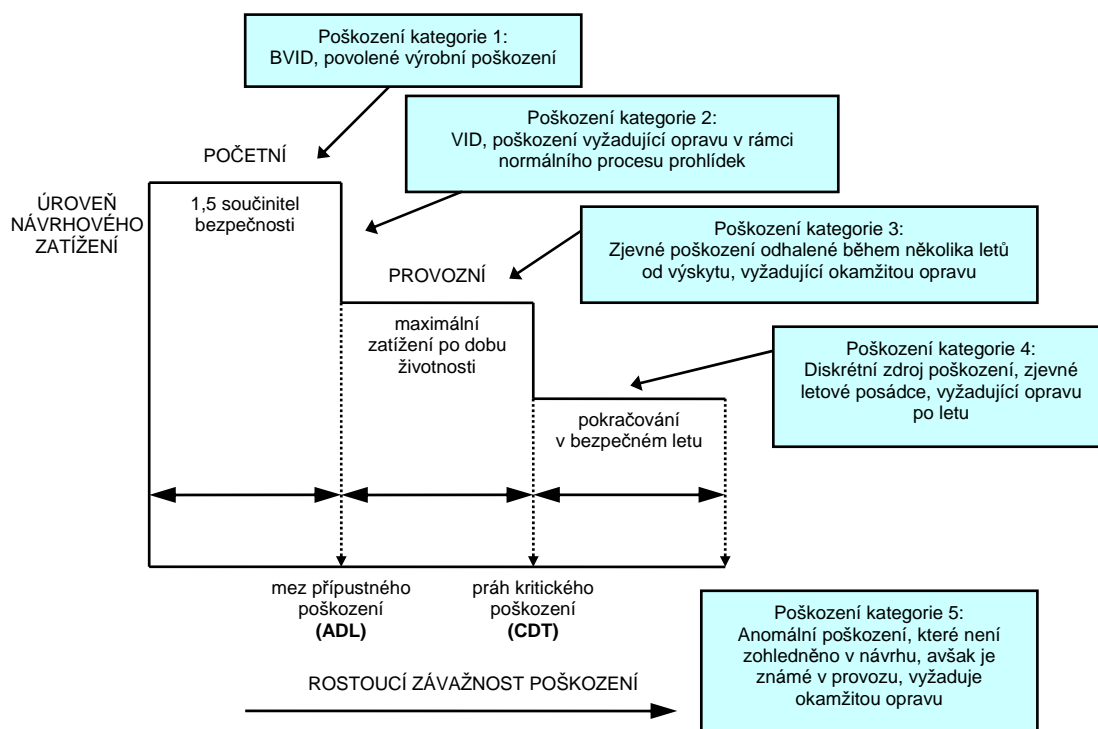 Poškození kategorie 1:
BVID, povolené výrobní poškození
Poškození kategorie 2:
VID, poškození vyžadující opravu v rámci
normálního procesu prohlídek
POČETNÍ
ÚROVEŇ
NÁVRHOVÉHO
ZATÍŽENÍ
1,5 součinitel
bezpečnosti
Poškození kategorie 3:
Zjevné poškození odhalené během několika letů
od výskytu, vyžadující okamžitou opravu
PROVOZNÍ
maximální
zatížení po dobu
životnosti
Poškození kategorie 4:
Diskrétní zdroj poškození, zjevné
letové posádce, vyžadující opravu
po letu
pokračování
v bezpečném letu
mez přípustného
poškození
(ADL)
práh kritického
poškození
(CDT)
Poškození kategorie 5:
Anomální poškození, které není
zohledněno v návrhu, avšak je
známé v provozu, vyžaduje
okamžitou opravu
ROSTOUCÍ ZÁVAŽNOST POŠKOZENÍ